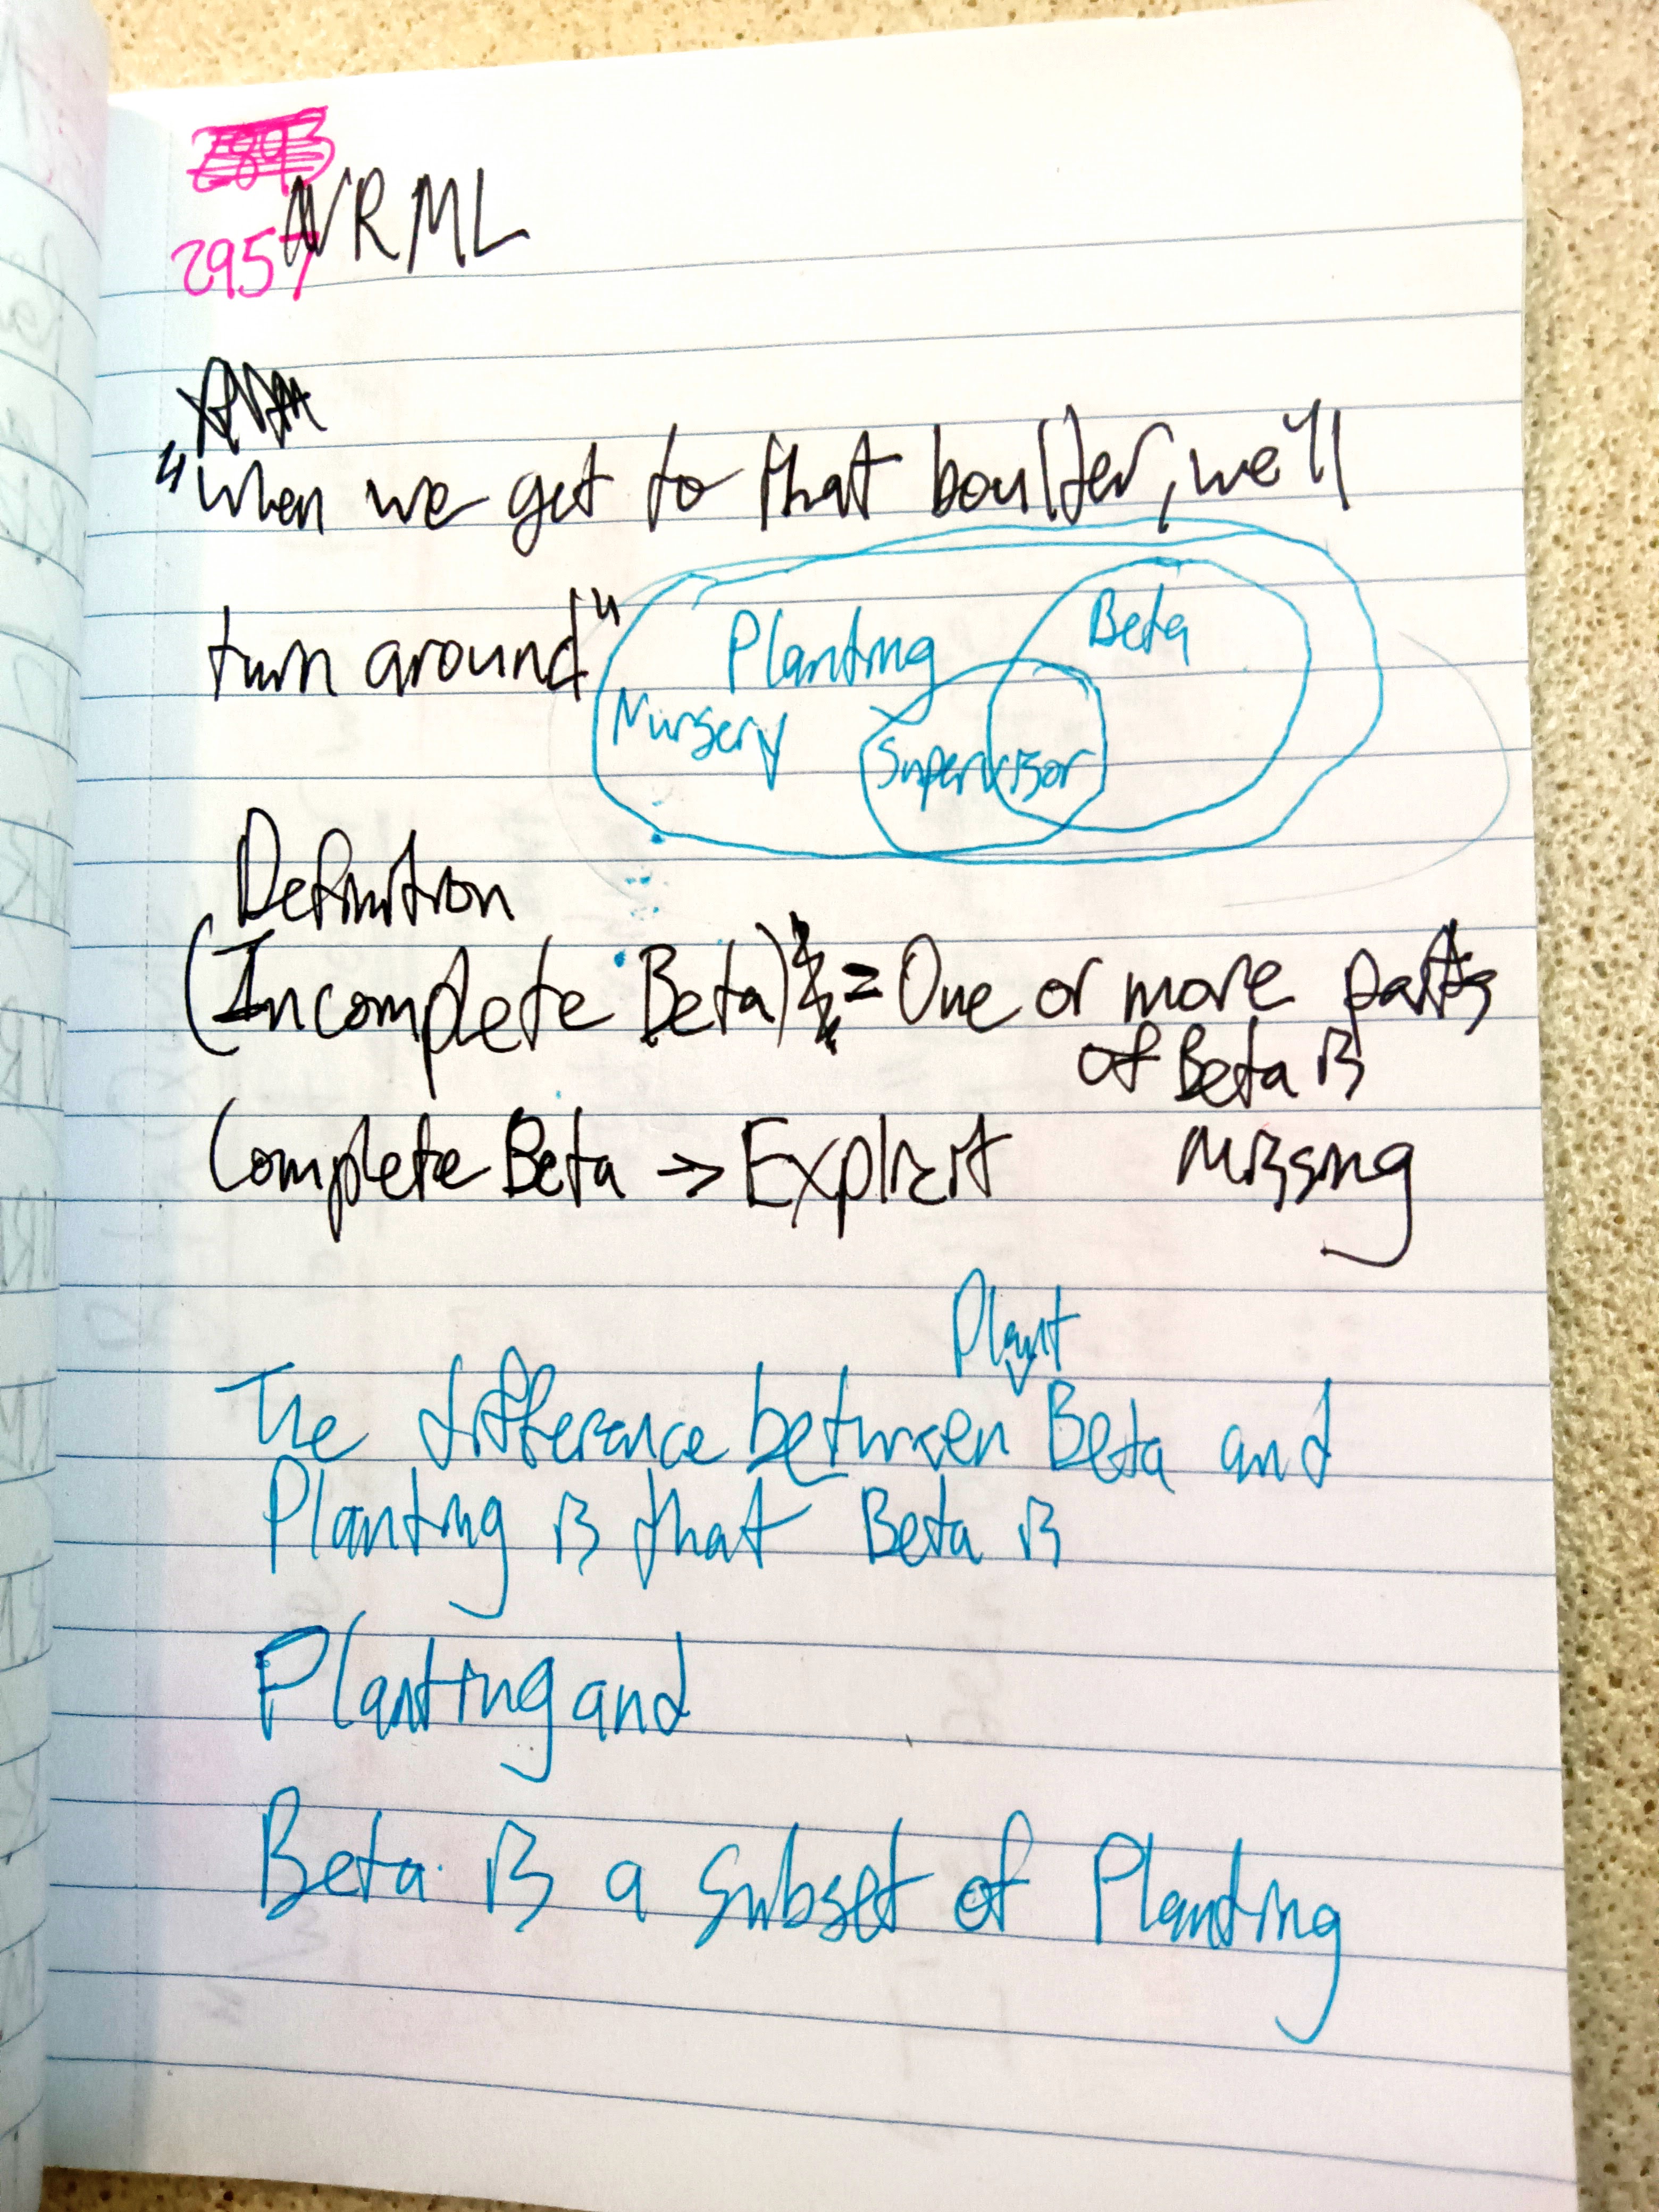 2957
NRML
"When we get to that boulder, we'll
turn around"
Planting
Beta
Nursery
Supervisor
Definition
(Incomplete Beta) = One or more parts
of Beta is
missing
Complete Beta → Explicit
Plant
The difference between Beta and
Planting is that Beta is
Planting and
Beta is a subset of Planting